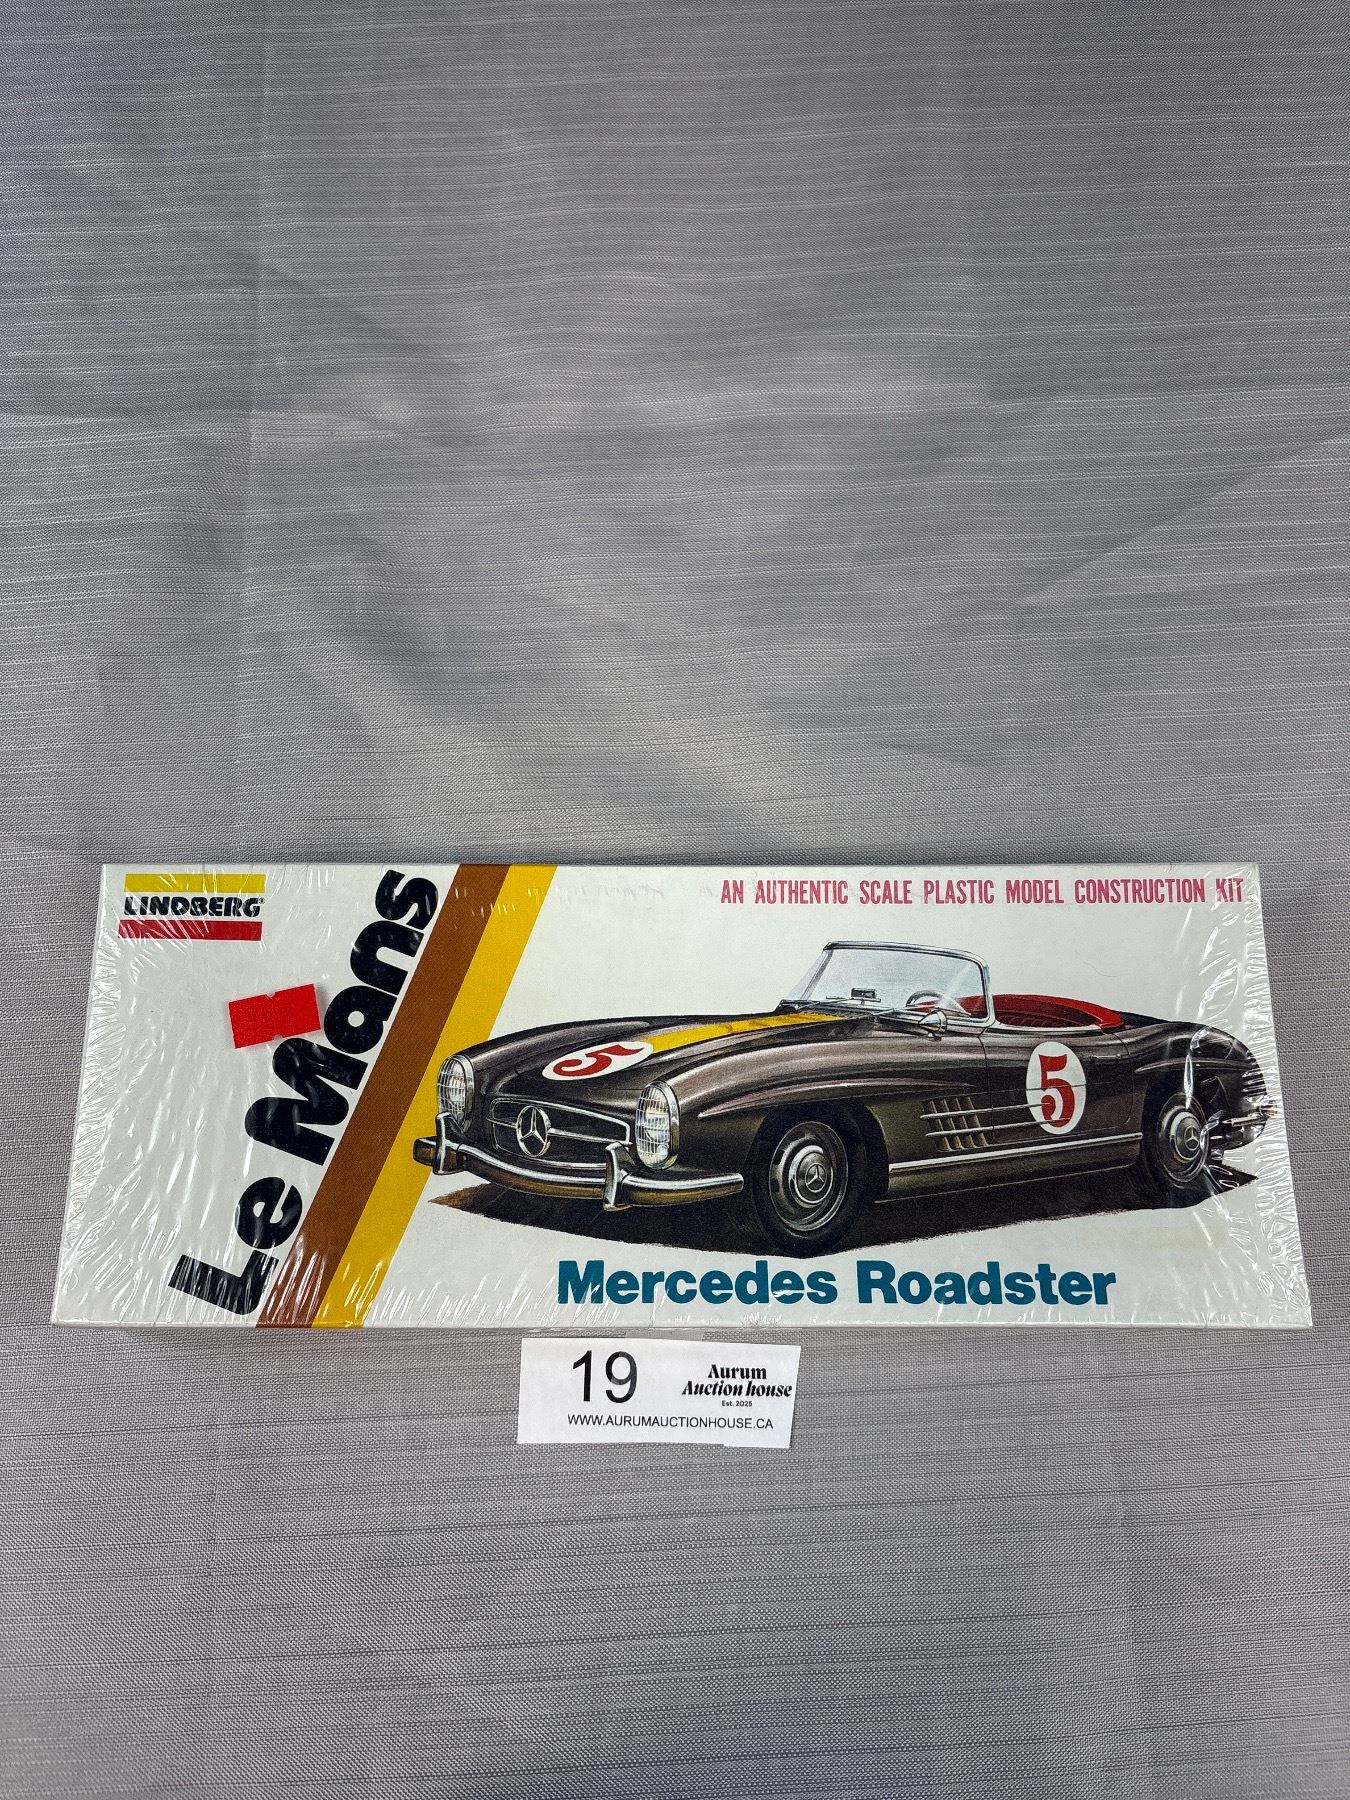 LINDBERG
Le Mans
AN AUTHENTIC SCALE PLASTIC MODEL CONSTRUCTION KIT
5
5
Mercedes Roadster
19
Aurum
Auction house
Est. 2025
WWW.AURUMAUCTIONHOUSE.CA